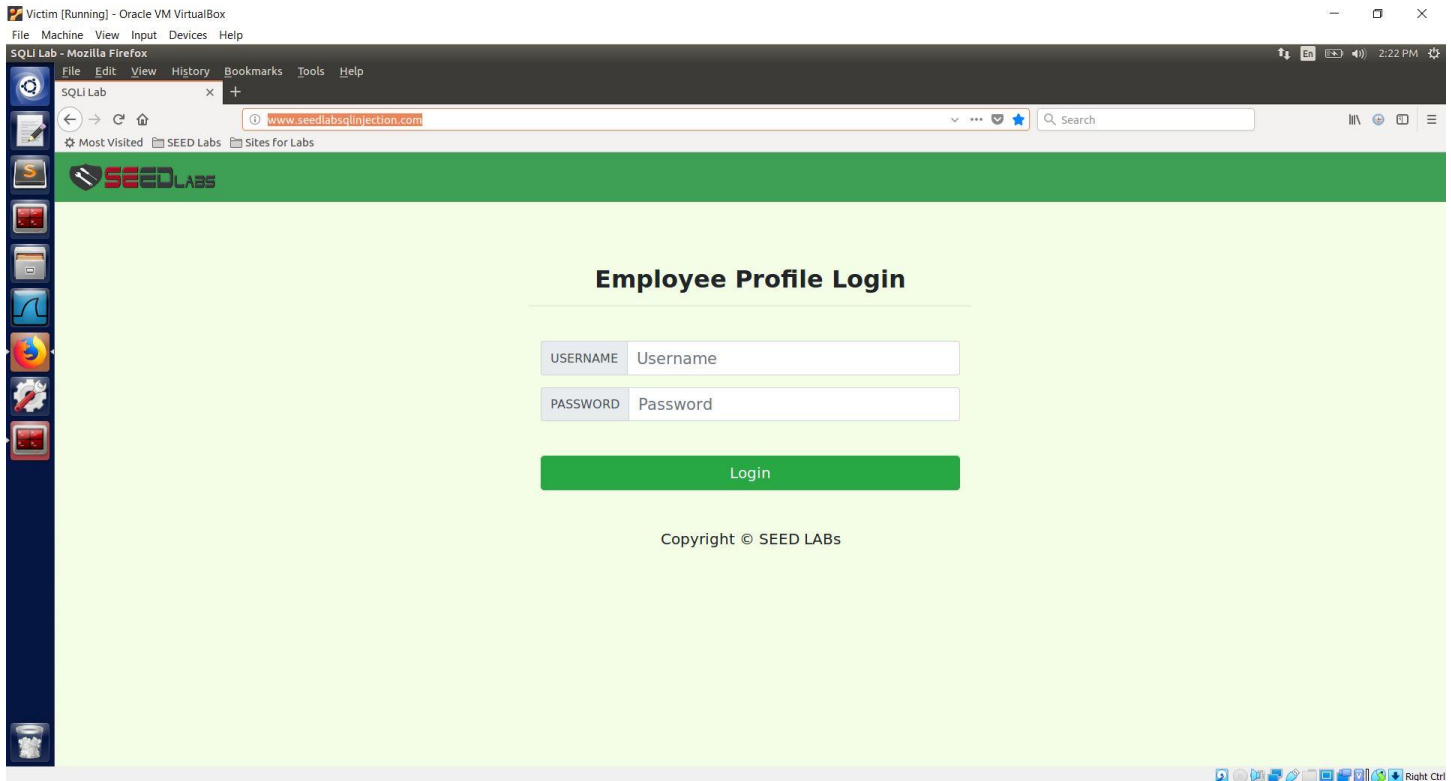 Victim [Running] - Oracle VM VirtualBox
File Machine View Input Devices Help
SQLi Lab - Mozilla Firefox
En 2:22 PM
File Edit View History Bookmarks Tools Help
SQLi Lab
www.seedlabsqlinjection.com
Search
Most Visited SEED Labs Sites for Labs
SEEDLABS
Employee Profile Login
USERNAME Username
PASSWORD Password
Login
Copyright © SEED LABs
Right Ctrl